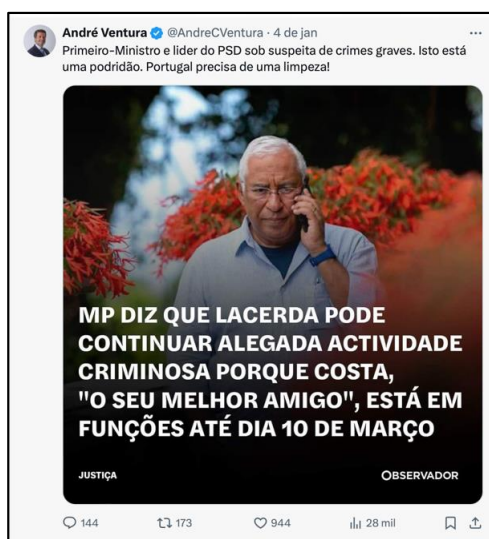 André Ventura @AndreCVentura · 4 de jan ...
Primeiro-Ministro e líder do PSD sob suspeita de crimes graves. Isto está
uma podridão. Portugal precisa de uma limpeza!
MP DIZ QUE LACERDA PODE
CONTINUAR ALEGADA ACTIVIDADE
CRIMINOSA PORQUE COSTA,
"O SEU MELHOR AMIGO", ESTÁ EM
FUNÇÕES ATÉ DIA 10 DE MARÇO
JUSTIÇA OBSERVADOR
144 173 944 28 mil